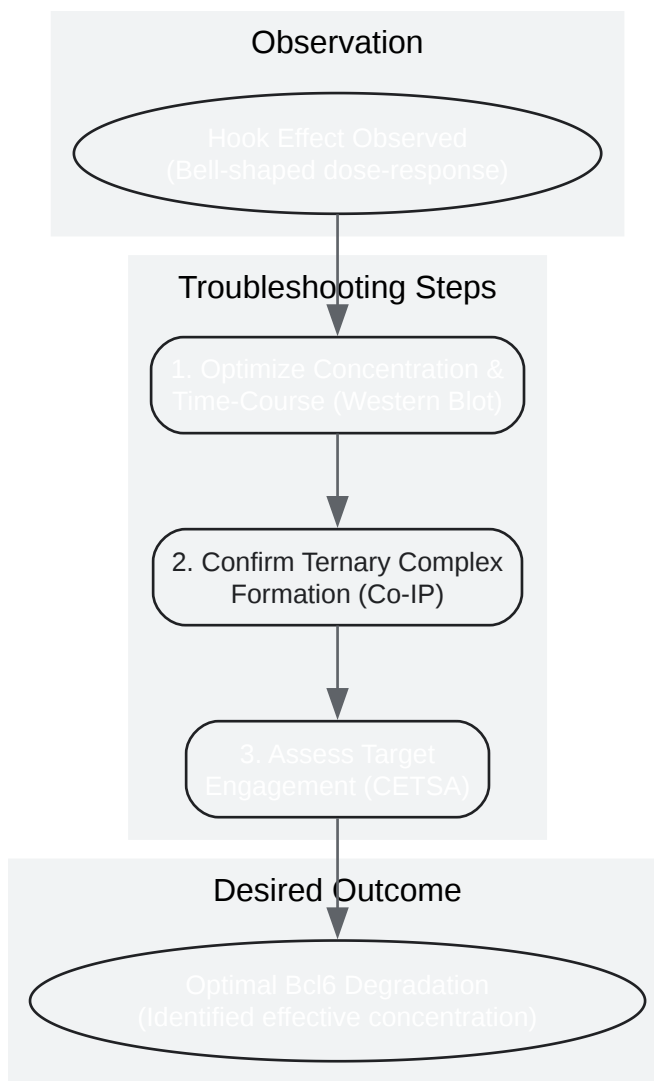 Observation
Hook Effect Observed
(Bell-shaped dose-response)
Troubleshooting Steps
1. Optimize Concentration &
Time-Course (Western Blot)
2. Confirm Ternary Complex
Formation (Co-IP)
3. Assess Target
Engagement (CETSA)
Desired Outcome
Optimal Bcl6 Degradation
(Identified effective concentration)